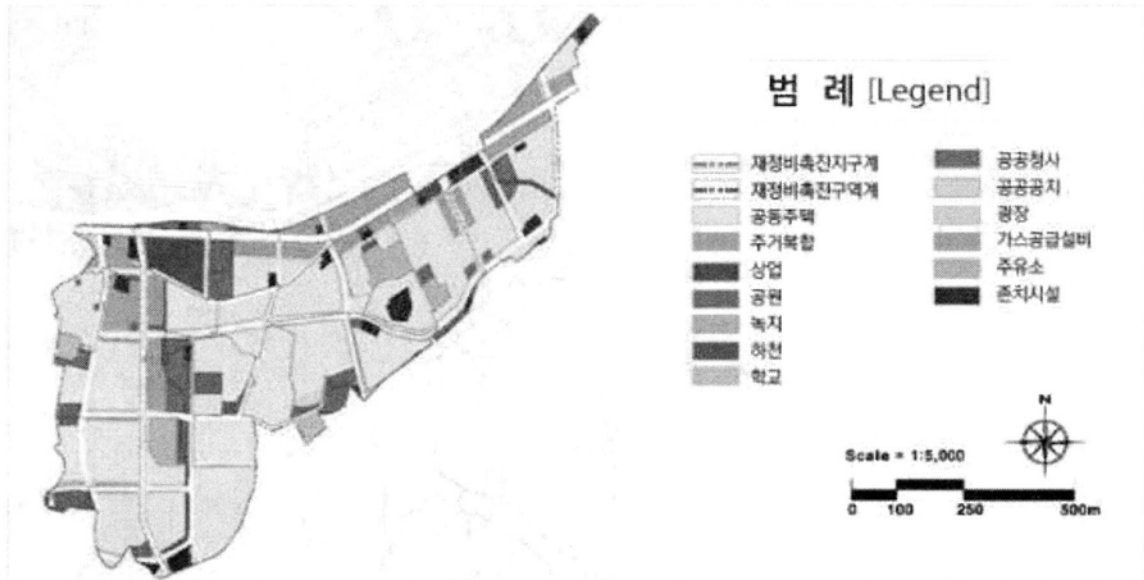 범 례 [Legend]
재정비촉진지구계
재정비촉진구역계
공동주택
주거복합
상업
공원
녹지
하천
학교
공공청사
공공공지
광장
가스공급설비
주유소
존치시설
N
Scale = 1:5,000
0 100 250 500m